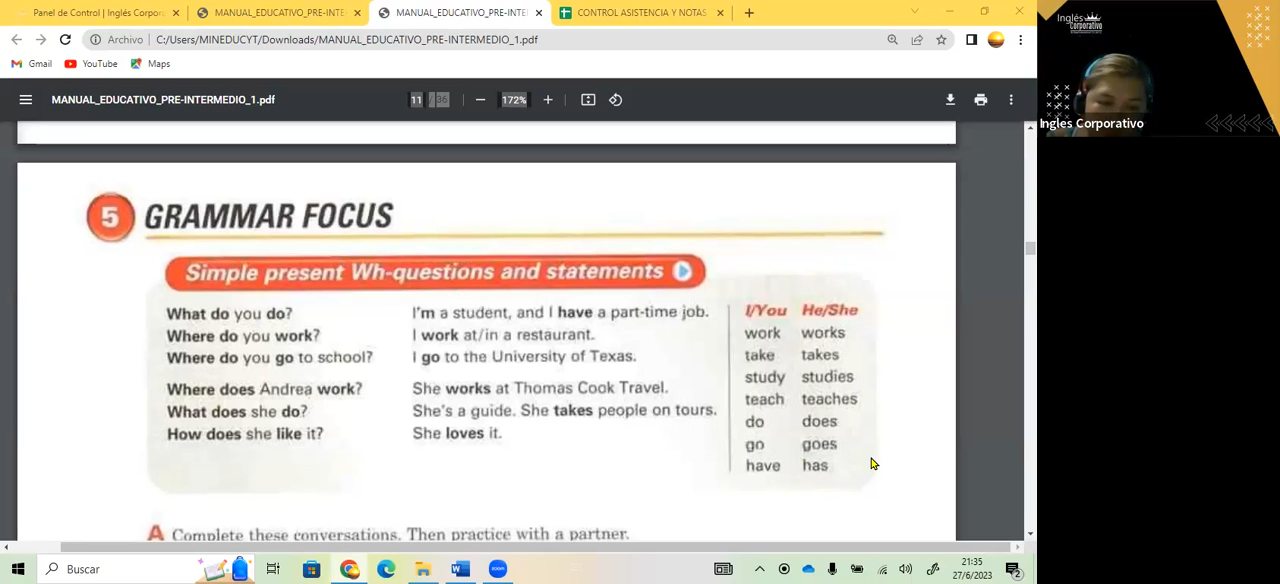 Panel de Control | Inglés Corpora
MANUAL_EDUCATIVO_PRE-INTE
MANUAL_EDUCATIVO_PRE-INTE
CONTROL ASISTENCIA Y NOTAS
Archivo
C:/Users/MINEDUCYT/Downloads/MANUAL_EDUCATIVO_PRE-INTERMEDIO_1.pdf
Gmail
YouTube
Maps
MANUAL_EDUCATIVO_PRE-INTERMEDIO_1.pdf
11 / 36
172%
Inglés
Corporativo
Ingles Corporativo
5 GRAMMAR FOCUS
Simple present Wh-questions and statements
What do you do?
I'm a student, and I have a part-time job.
Where do you work?
I work at/in a restaurant.
Where do you go to school?
I go to the University of Texas.
Where does Andrea work?
She works at Thomas Cook Travel.
What does she do?
She's a guide. She takes people on tours.
How does she like it?
She loves it.
I/You He/She
work works
take takes
study studies
teach teaches
do does
go goes
have has
A Complete these conversations. Then practice with a partner.
Buscar
21:35
27/6/2023
2